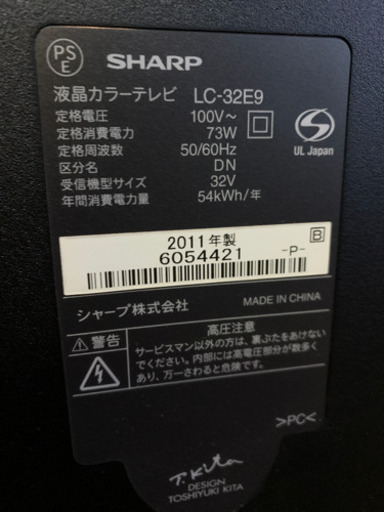 PSE SHARP
液晶カラーテレビ LC-32E9
定格電圧 100V～
定格消費電力 73W
定格周波数 50/60Hz
区分名 DN
受信機型サイズ 32V
年間消費電力量 54kWh/年
UL Japan
2011年製 B
6054421 -P-
シャープ株式会社 MADE IN CHINA
警告 高圧注意
サービスマン以外の方は、裏ぶたをあけない
でください。内部には高電圧部分が数多く
あり、万一さわると危険です。
>PC<
T.Kita
DESIGN
TOSHIYUKI KITA